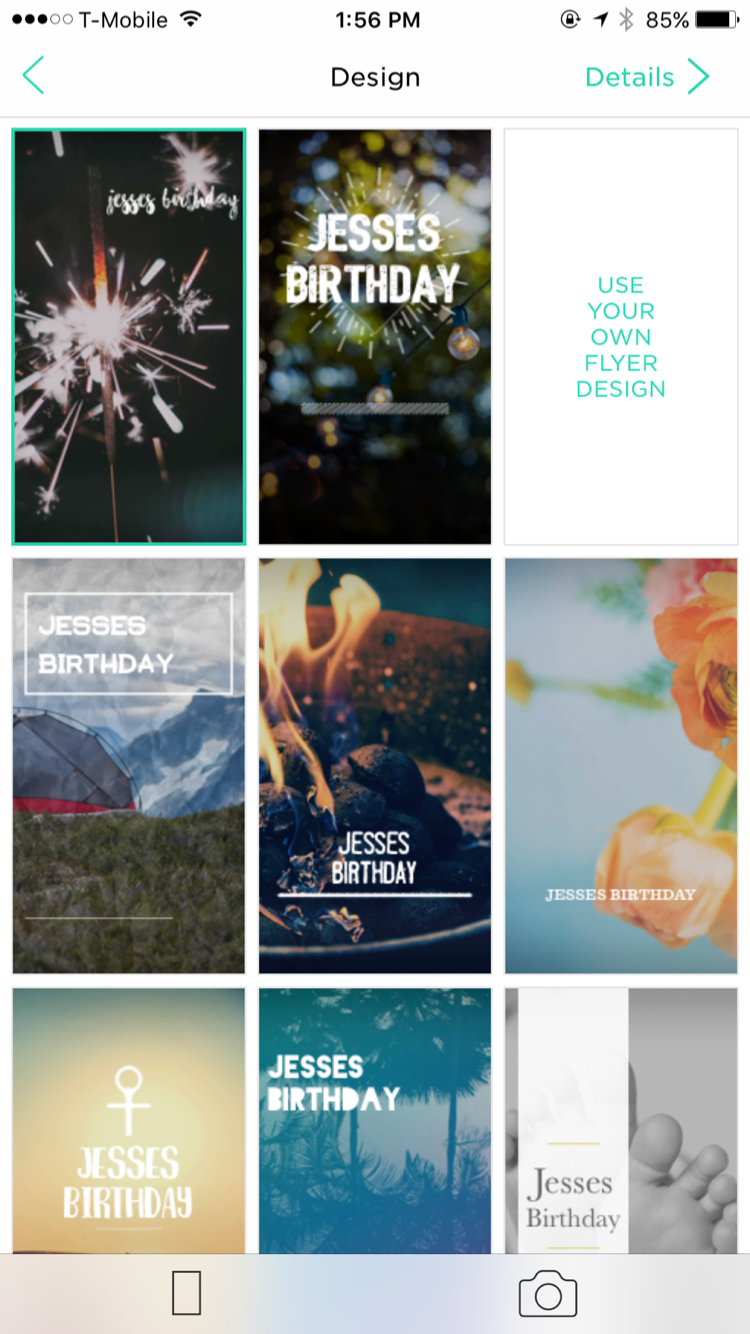 T-Mobile 1:56 PM 85%
Design Details
jesses birthday
JESSES
BIRTHDAY
USE
YOUR
OWN
FLYER
DESIGN
JESSES
BIRTHDAY
JESSES
BIRTHDAY
JESSES BIRTHDAY
JESSES
BIRTHDAY
JESSES
BIRTHDAY
Jesses
Birthday